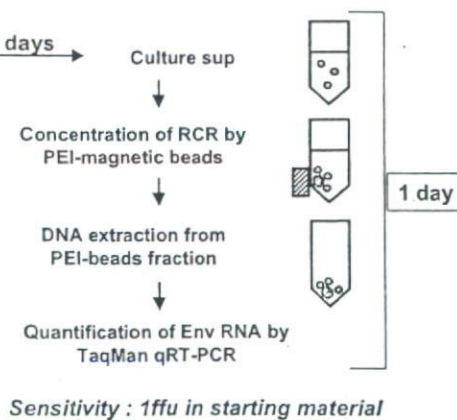 days
Culture sup
Concentration of RCR by
PEI-magnetic beads
1 day
DNA extraction from
PEI-beads fraction
Quantification of Env RNA by
TaqMan qRT-PCR
Sensitivity : 1ffu in starting material